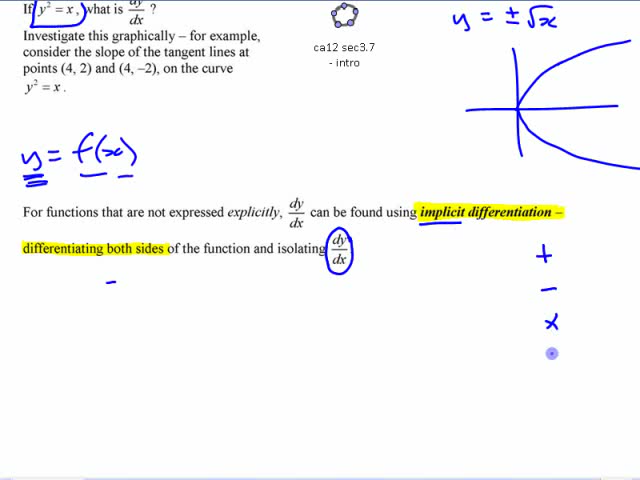 If y² = x, what is dy/dx ?
Investigate this graphically – for example,
consider the slope of the tangent lines at
points (4, 2) and (4, –2), on the curve
y² = x .
ca12 sec3.7
- intro
y = ± √x
y = f(x)
For functions that are not expressed explicitly, dy/dx can be found using implicit differentiation –
differentiating both sides of the function and isolating dy/dx
-
+
−
×